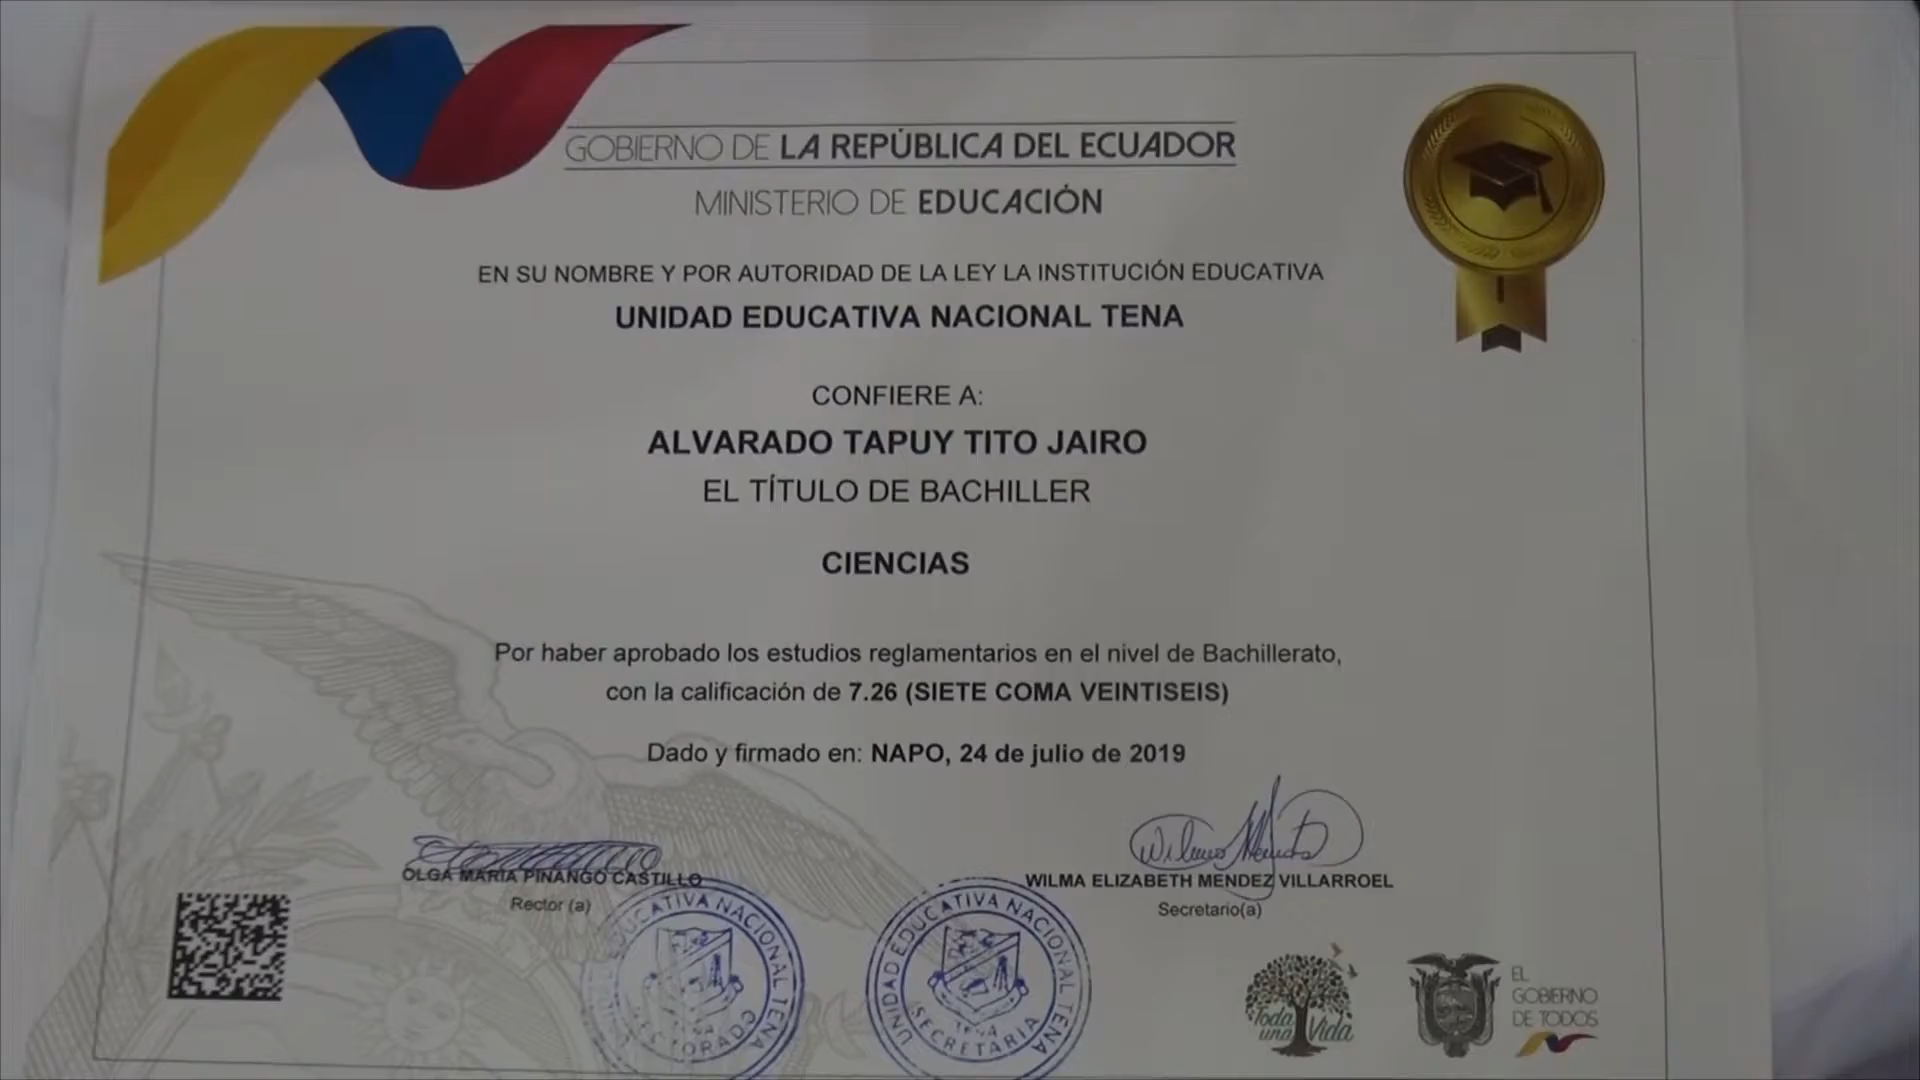 GOBIERNO DE LA REPÚBLICA DEL ECUADOR
MINISTERIO DE EDUCACIÓN
EN SU NOMBRE Y POR AUTORIDAD DE LA LEY LA INSTITUCIÓN EDUCATIVA
UNIDAD EDUCATIVA NACIONAL TENA
CONFIERE A:
ALVARADO TAPUY TITO JAIRO
EL TÍTULO DE BACHILLER
CIENCIAS
Por haber aprobado los estudios reglamentarios en el nivel de Bachillerato,
con la calificación de 7.26 (SIETE COMA VEINTISEIS)
Dado y firmado en: NAPO, 24 de julio de 2019
OLGA MARIA PINANGO CASTILLO
Rector (a)
WILMA ELIZABETH MENDEZ VILLARROEL
Secretario(a)
EDUCATIVA NACIONAL TENA
RECTORADO
UNIDAD EDUCATIVA NACIONAL TENA
TENA
SECRETARIA
Toda
una Vida
EL
GOBIERNO
DE TODOS